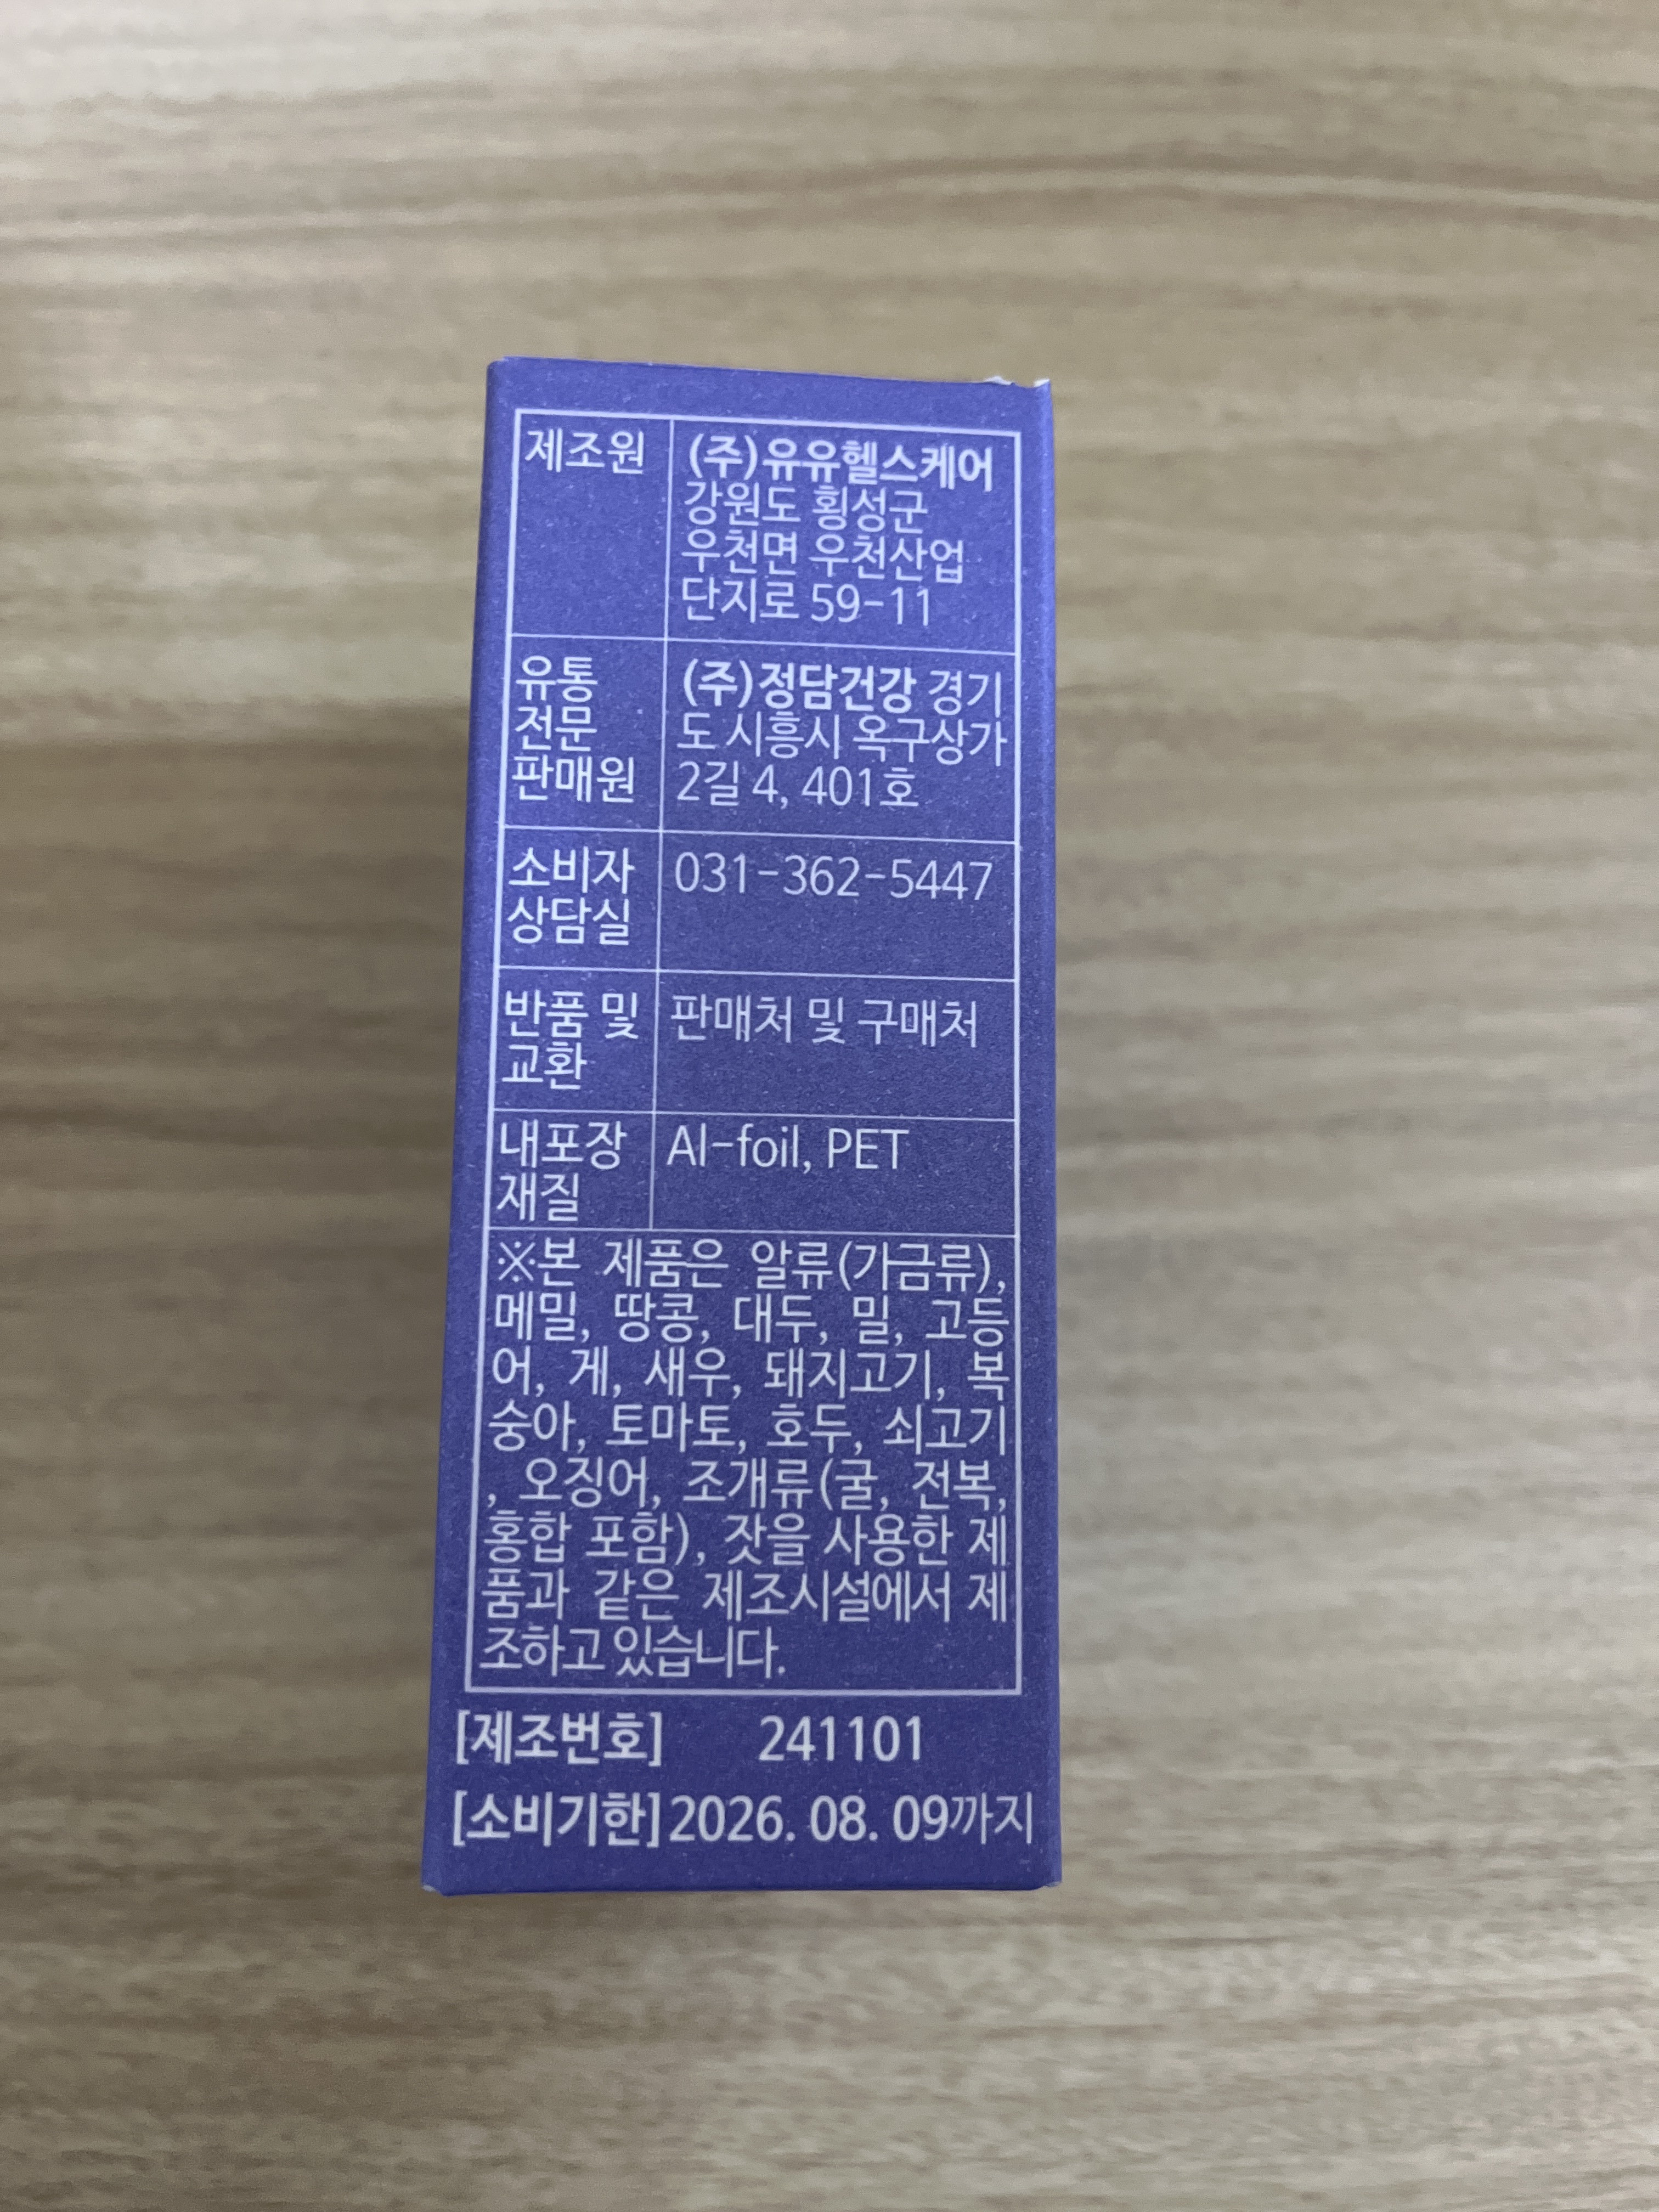 제조원 (주)유유헬스케어
강원도 횡성군
우천면 우천산업
단지로 59-11
유통
전문
판매원
(주)정담건강 경기
도 시흥시 옥구상가
2길 4, 401호
소비자
상담실
031-362-5447
반품 및
교환
판매처 및 구매처
내포장
재질
Al-foil, PET
※본 제품은 알류(가금류),
메밀, 땅콩, 대두, 밀, 고등
어, 게, 새우, 돼지고기, 복
숭아, 토마토, 호두, 쇠고기
, 오징어, 조개류(굴, 전복,
홍합 포함), 잣을 사용한 제
품과 같은 제조시설에서 제
조하고 있습니다.
[제조번호] 241101
[소비기한] 2026. 08. 09까지